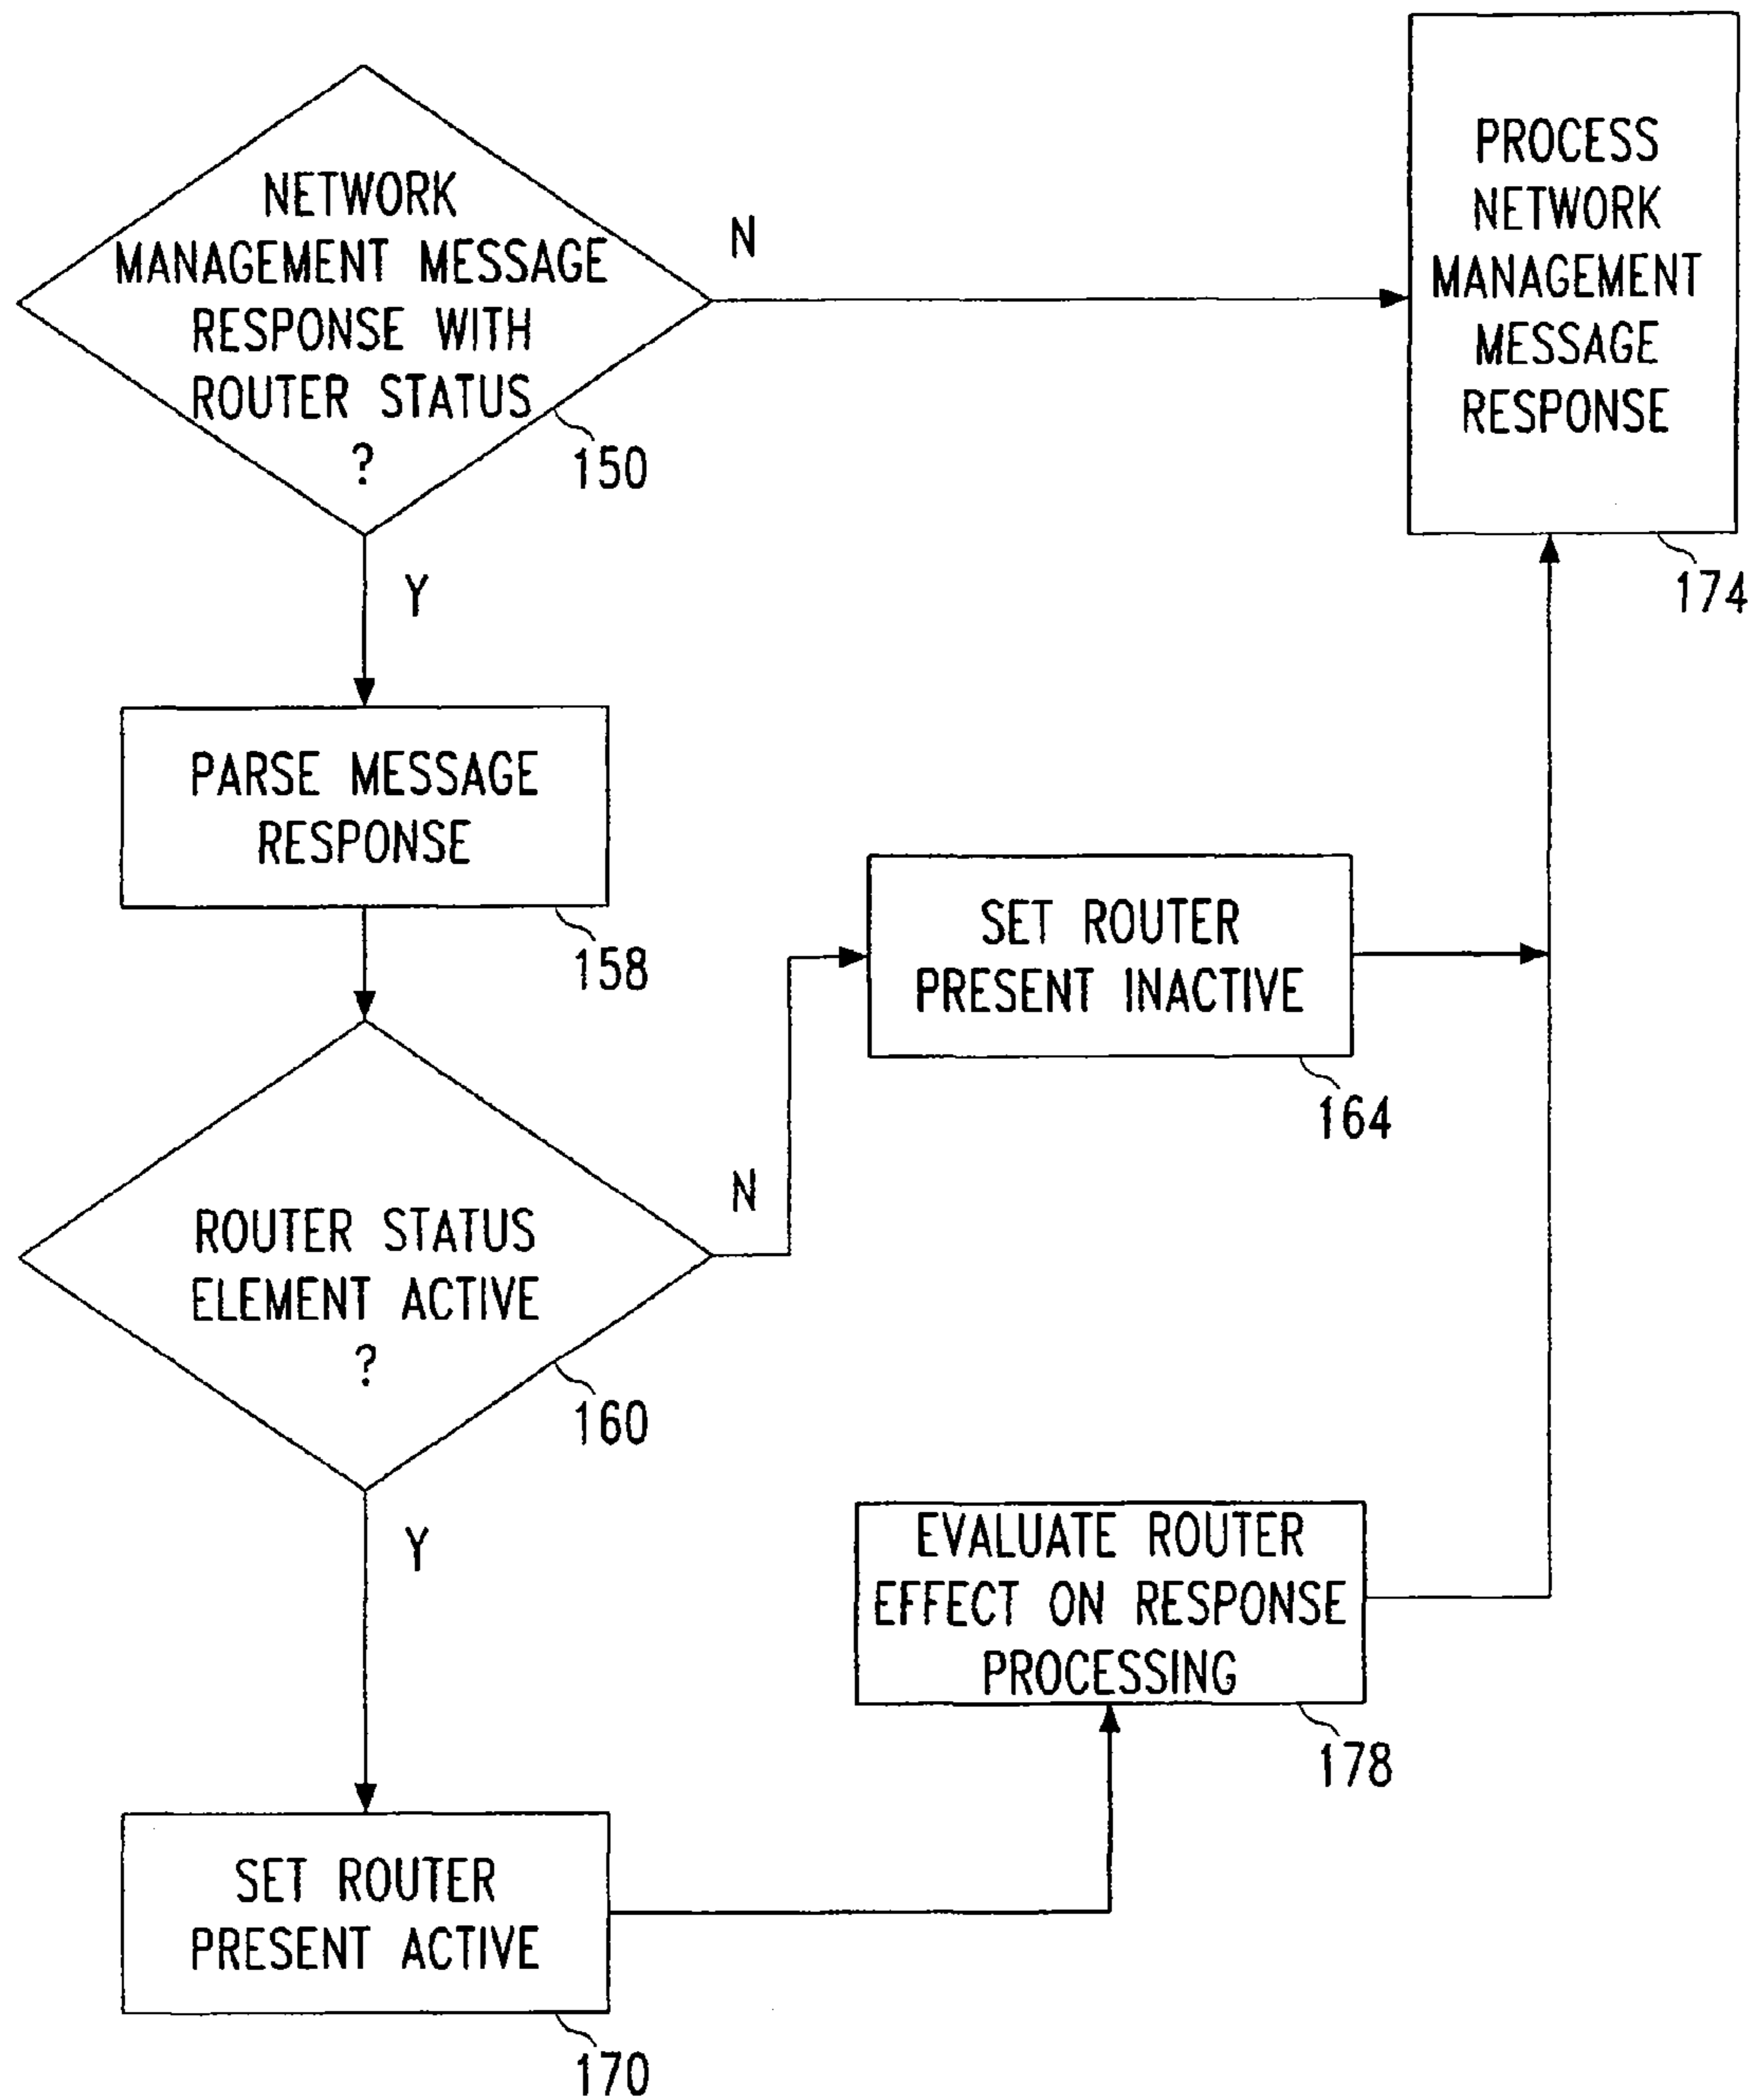 NETWORK
MANAGEMENT MESSAGE
RESPONSE WITH
ROUTER STATUS
?
150
N
PROCESS
NETWORK
MANAGEMENT
MESSAGE
RESPONSE
174
Y
PARSE MESSAGE
RESPONSE
158
SET ROUTER
PRESENT INACTIVE
164
ROUTER STATUS
ELEMENT ACTIVE
?
160
N
Y
EVALUATE ROUTER
EFFECT ON RESPONSE
PROCESSING
178
SET ROUTER
PRESENT ACTIVE
170